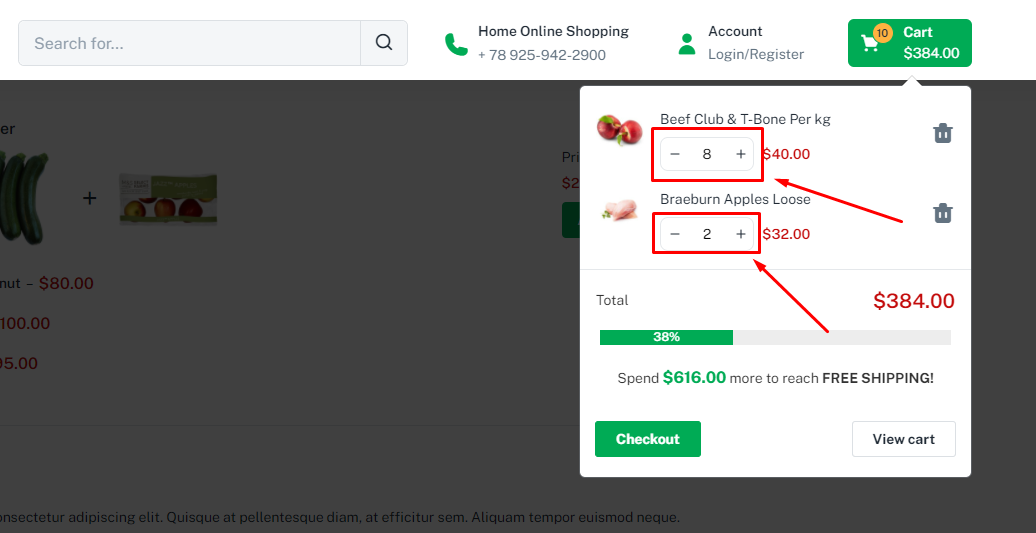 Search for...
Home Online Shopping
+ 78 925-942-2900
Account
Login/Register
10
Cart
$384.00
Beef Club & T-Bone Per kg
− 8 + $40.00
Braeburn Apples Loose
− 2 + $32.00
Total $384.00
38%
Spend $616.00 more to reach FREE SHIPPING!
Checkout
View cart
er
+
Pri
$2
nut – $80.00
100.00
95.00
onsectetur adipiscing elit. Quisque at pellentesque diam, at efficitur sem. Aliquam tempor euismod neque.